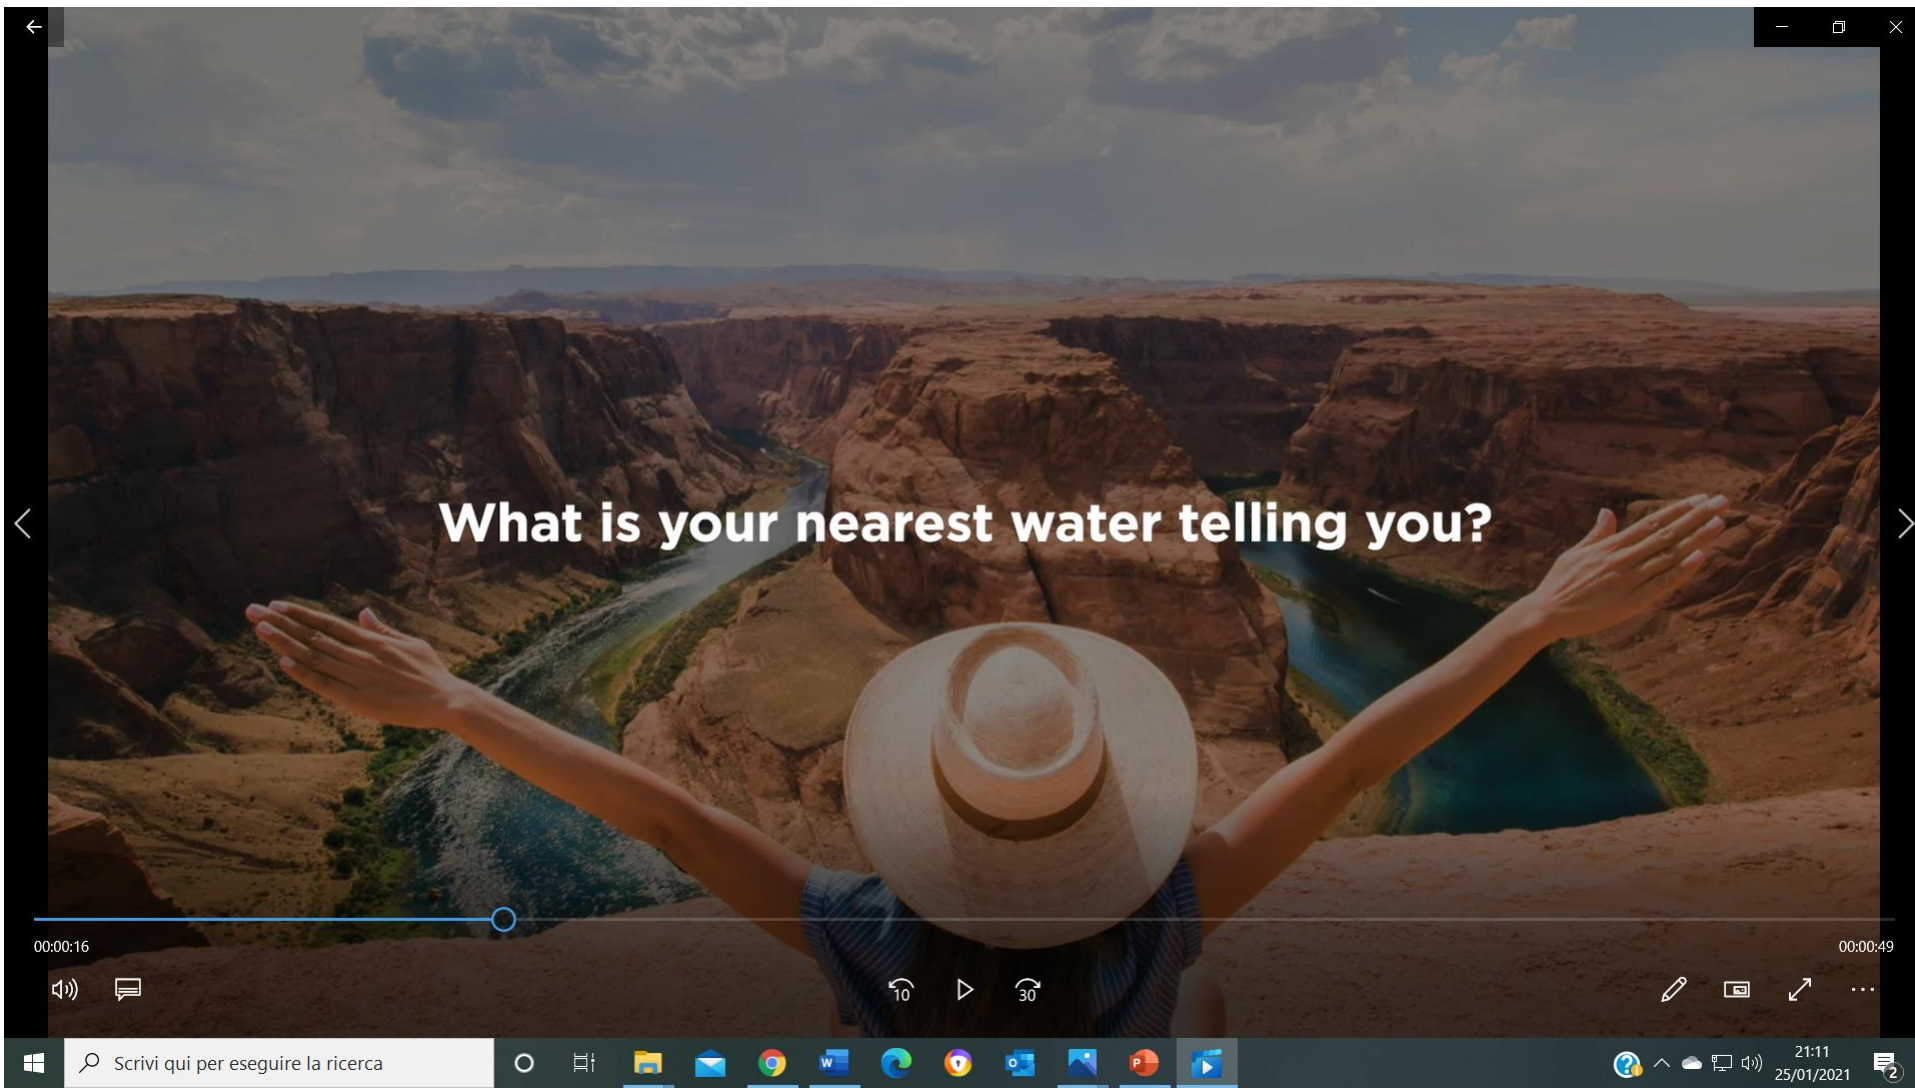 What is your nearest water telling you?
00:00:16
00:00:49
10
30
Scrivi qui per eseguire la ricerca
W
O
P
21:11
25/01/2021
2